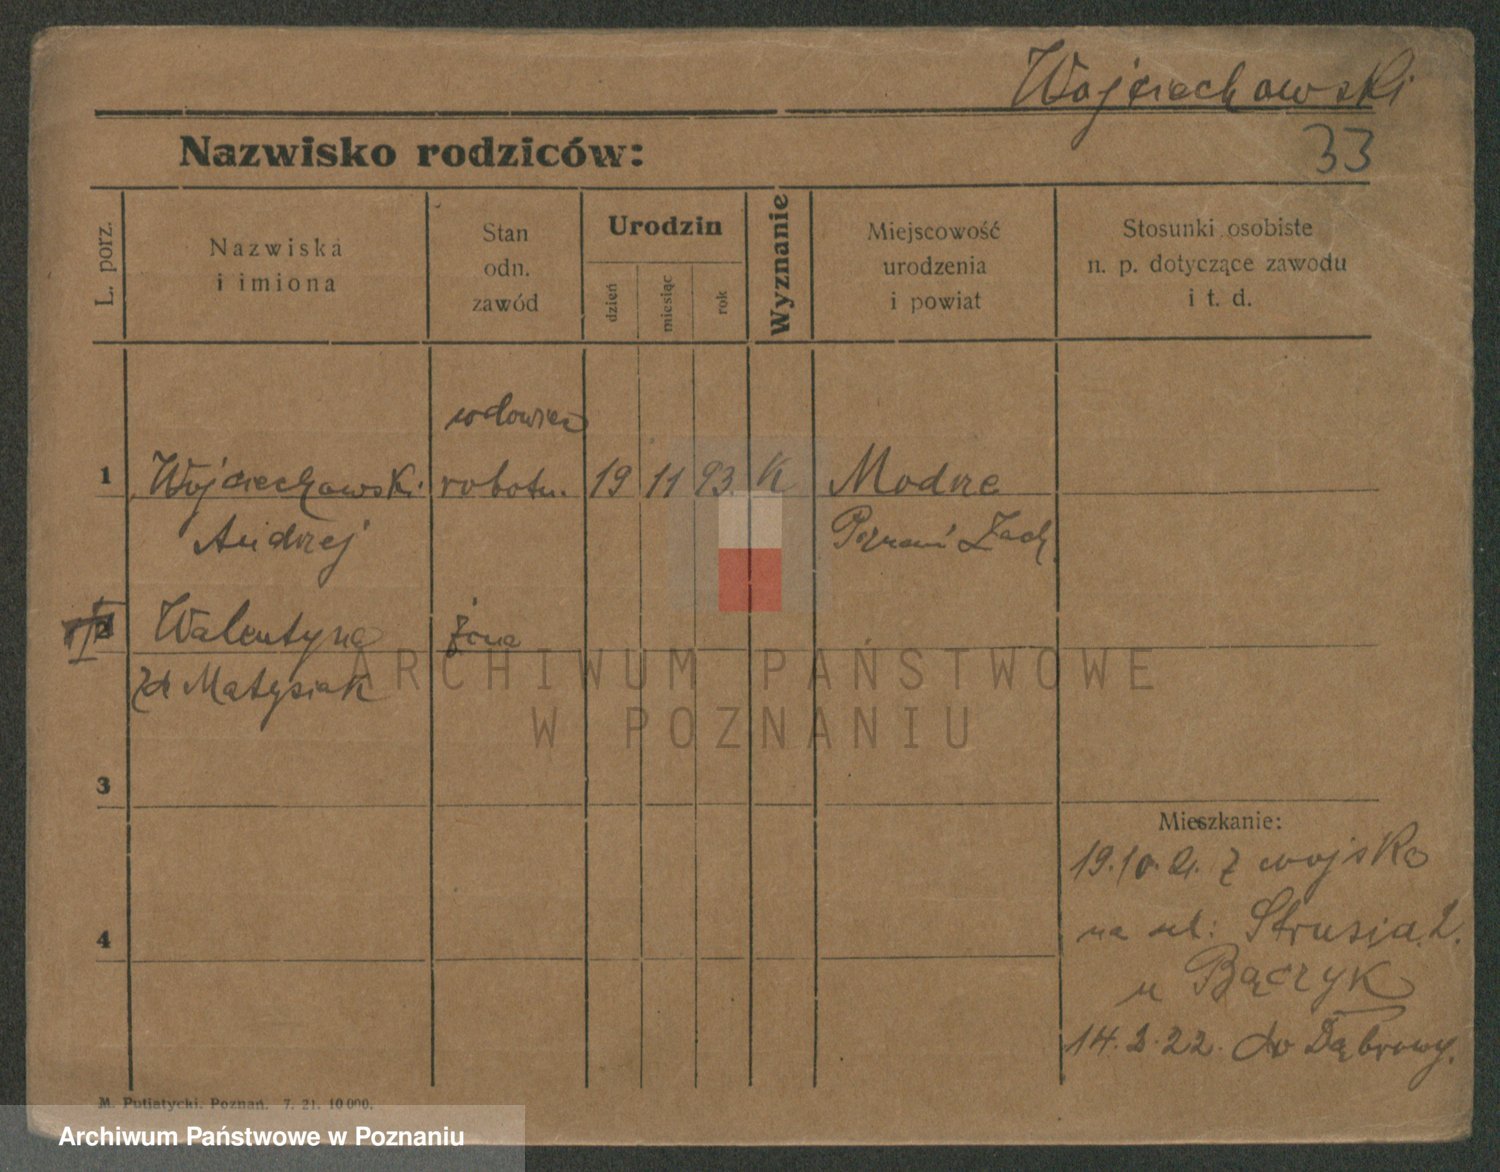 Wojciechowski
33
Nazwisko rodziców:
L. porz.
Nazwiska
i imiona
Stan
odn.
zawód
Urodzin
dzień
miesiąc
rok
Wyznanie
Miejscowość
urodzenia
i powiat
Stosunki osobiste
n. p. dotyczące zawodu
i t. d.
wdowiec
1 Wojciechowski robotn. 19 11 93. K Modrze
Andrzej Poznań Zach.
2 Walentyna żona
zd Matysiak
ARCHIWUM PAŃSTWOWE
W POZNANIU
3
Mieszkanie:
19.10.21. z wojska
4
na ul: Strusia 2.
u Bączyk
14.2.22. do Dąbrowy.
M. Putiatycki, Poznań. 7. 21. 10 000.
Archiwum Państwowe w Poznaniu